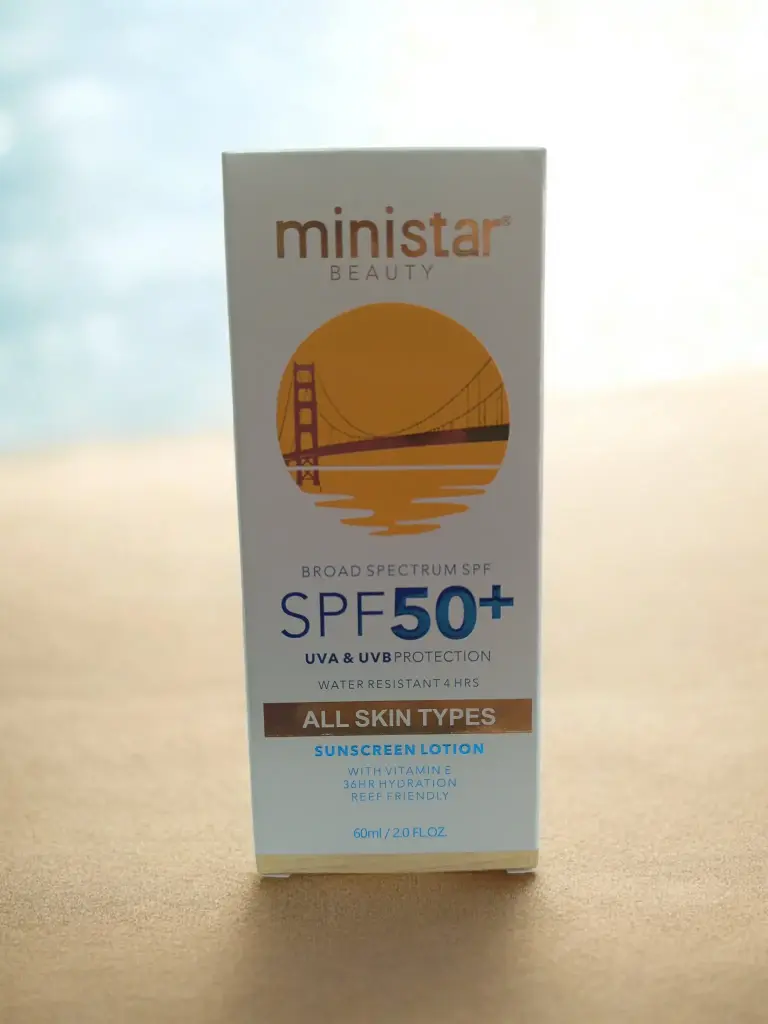 ministar®
BEAUTY
BROAD SPECTRUM SPF
SPF50+
UVA & UVB PROTECTION
WATER RESISTANT 4 HRS
ALL SKIN TYPES
SUNSCREEN LOTION
WITH VITAMIN E
36HR HYDRATION
REEF FRIENDLY
60ml / 2.0 FL.OZ.